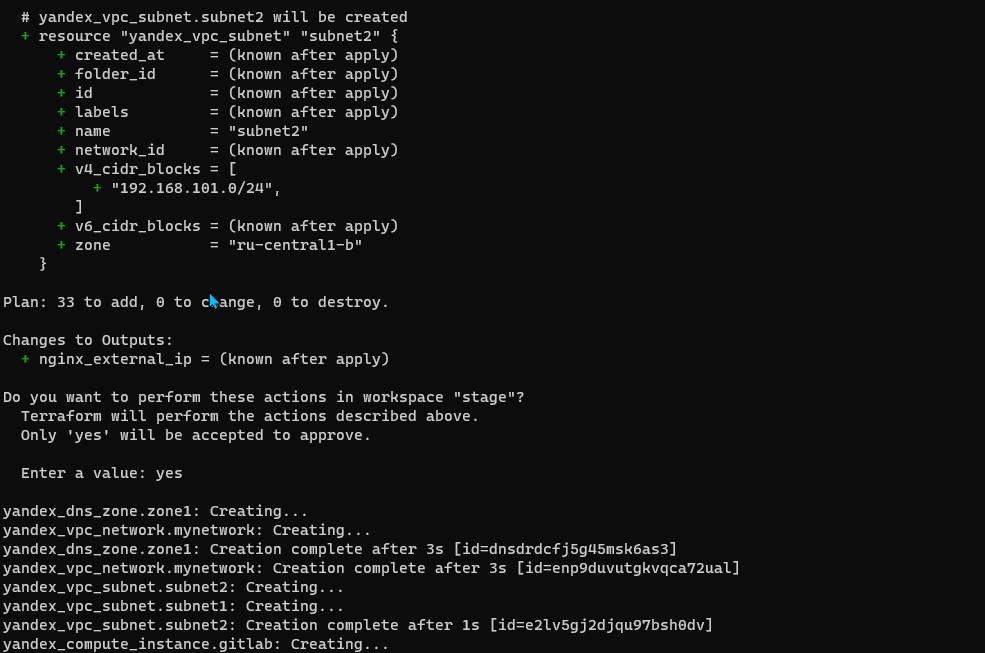 # yandex_vpc_subnet.subnet2 will be created
+ resource "yandex_vpc_subnet" "subnet2" {
+ created_at     = (known after apply)
+ folder_id      = (known after apply)
+ id             = (known after apply)
+ labels         = (known after apply)
+ name           = "subnet2"
+ network_id     = (known after apply)
+ v4_cidr_blocks = [
+ "192.168.101.0/24",
]
+ v6_cidr_blocks = (known after apply)
+ zone           = "ru-central1-b"
}
Plan: 33 to add, 0 to change, 0 to destroy.
Changes to Outputs:
+ nginx_external_ip = (known after apply)
Do you want to perform these actions in workspace "stage"?
Terraform will perform the actions described above.
Only 'yes' will be accepted to approve.
Enter a value: yes
yandex_dns_zone.zone1: Creating...
yandex_vpc_network.mynetwork: Creating...
yandex_dns_zone.zone1: Creation complete after 3s [id=dnsdrdcfj5g45msk6as3]
yandex_vpc_network.mynetwork: Creation complete after 3s [id=enp9duvutgkvqca72ual]
yandex_vpc_subnet.subnet2: Creating...
yandex_vpc_subnet.subnet1: Creating...
yandex_vpc_subnet.subnet2: Creation complete after 1s [id=e2lv5gj2djqu97bsh0dv]
yandex_compute_instance.gitlab: Creating...